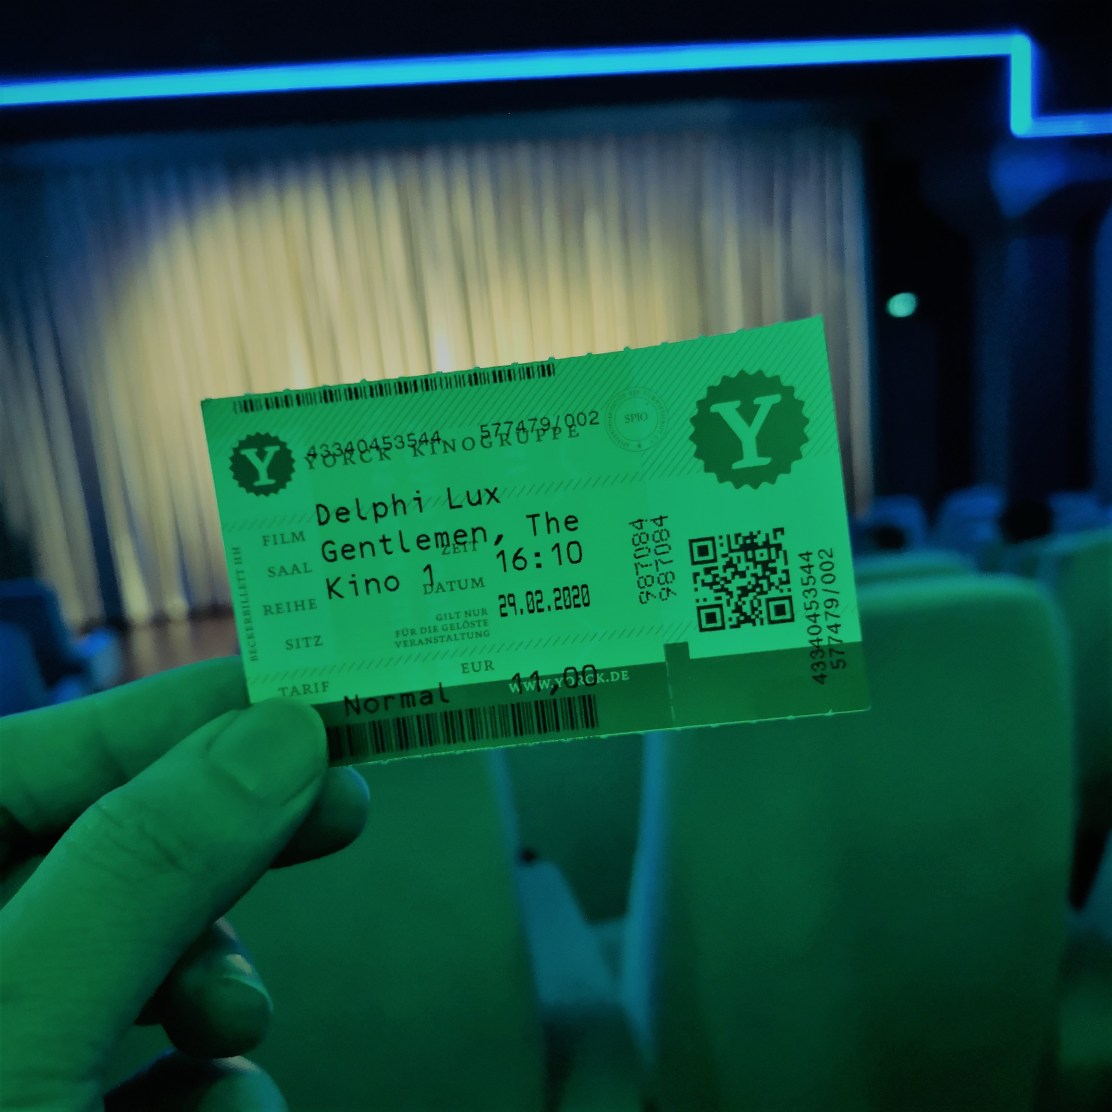 43340453544 577479/002
YORCK KINOGRUPPE
SPIO
Y
Y
Delphi Lux
FILM Gentlemen, The
ZEIT 16:10
SAAL Kino 1
DATUM 29.02.2020
REIHE
SITZ
GILT NUR
FÜR DIE GELÖSTE
VERANSTALTUNG
EUR 11,00
TARIF Normal
WWW.YORCK.DE
BECKERBILLETT HH
987084
987084
43340453544
577479/002